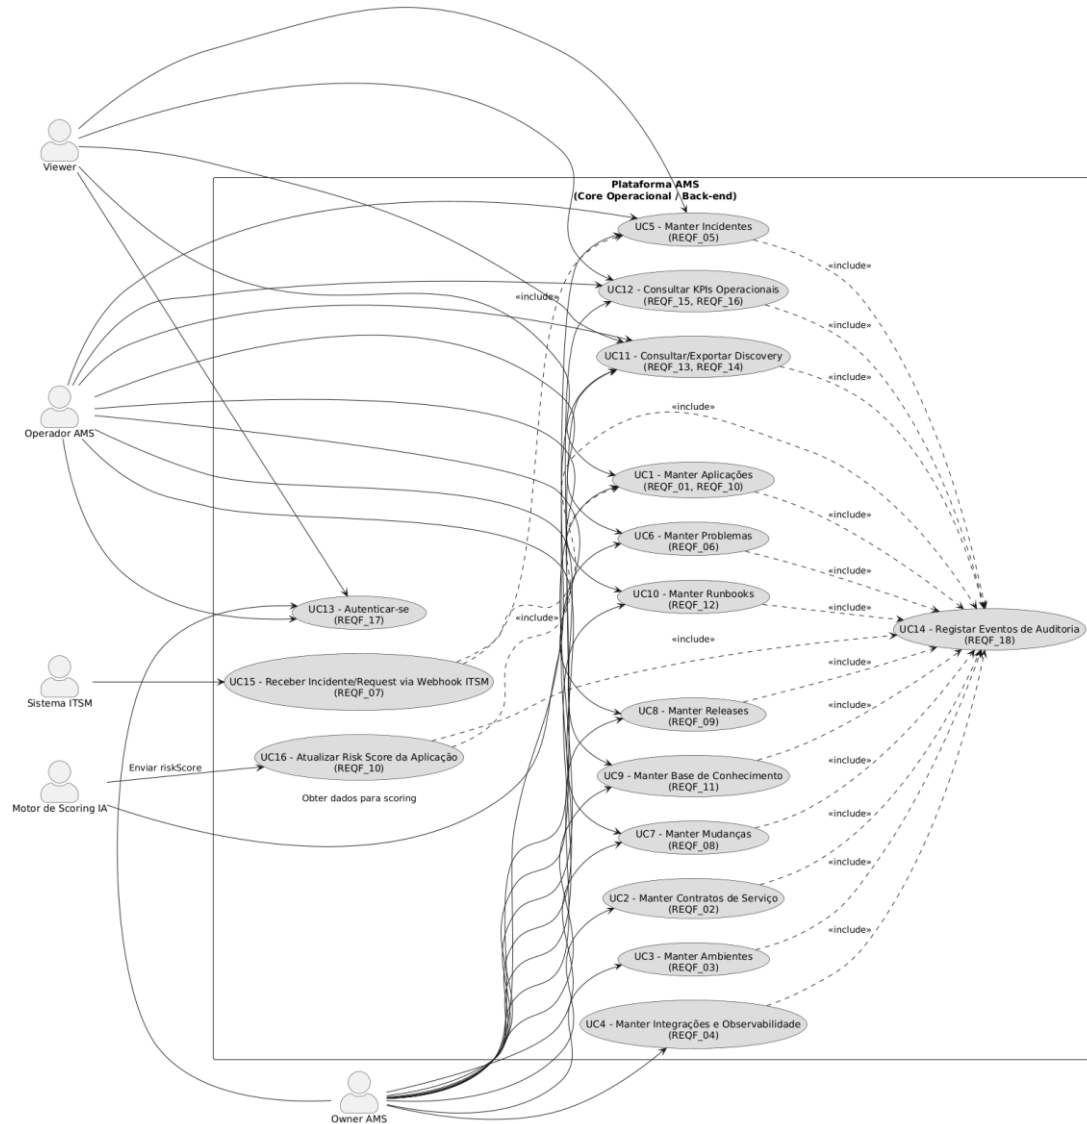 Viewer
Plataforma AMS
(Core Operacional / Back-end)
UC5 - Manter Incidentes
(REQF_05)
«include»
UC12 - Consultar KPIs Operacionais
(REQF_15, REQF_16)
«include»
«include»
UC11 - Consultar/Exportar Discovery
(REQF_13, REQF_14)
«include»
Operador AMS
«include»
UC1 - Manter Aplicações
(REQF_01, REQF_10)
«include»
UC6 - Manter Problemas
(REQF_06)
«include»
UC10 - Manter Runbooks
(REQF_12)
«include»
UC13 - Autenticar-se
(REQF_17)
«include»
UC14 - Registar Eventos de Auditoria
(REQF_18)
«include»
Sistema ITSM
UC15 - Receber Incidente/Request via Webhook ITSM
(REQF_07)
«include»
UC8 - Manter Releases
(REQF_09)
«include»
Motor de Scoring IA
Enviar riskScore
UC16 - Atualizar Risk Score da Aplicação
(REQF_10)
Obter dados para scoring
UC9 - Manter Base de Conhecimento
(REQF_11)
«include»
UC7 - Manter Mudanças
(REQF_08)
«include»
UC2 - Manter Contratos de Serviço
(REQF_02)
«include»
UC3 - Manter Ambientes
(REQF_03)
«include»
UC4 - Manter Integrações e Observabilidade
(REQF_04)
Owner AMS